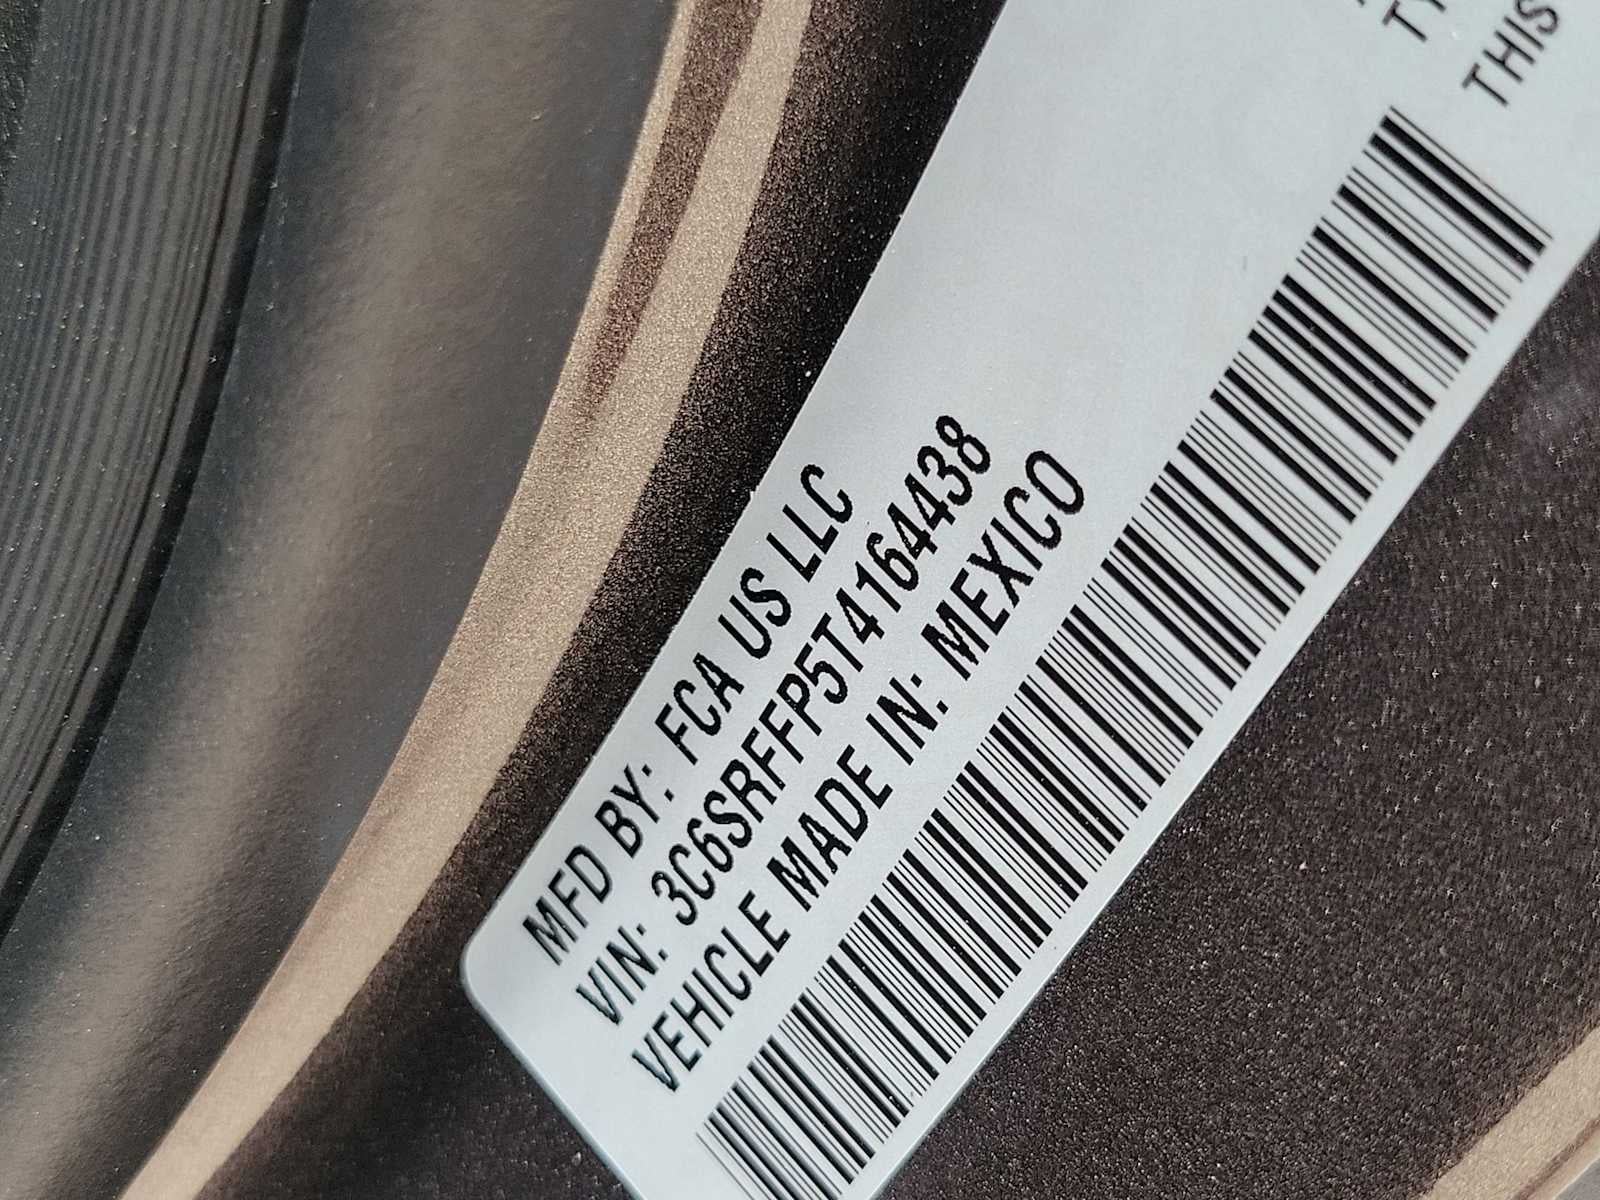 MFD BY: FCA US LLC
VIN: 3C6SRFFP5T4164438
VEHICLE MADE IN: MEXICO
THIS